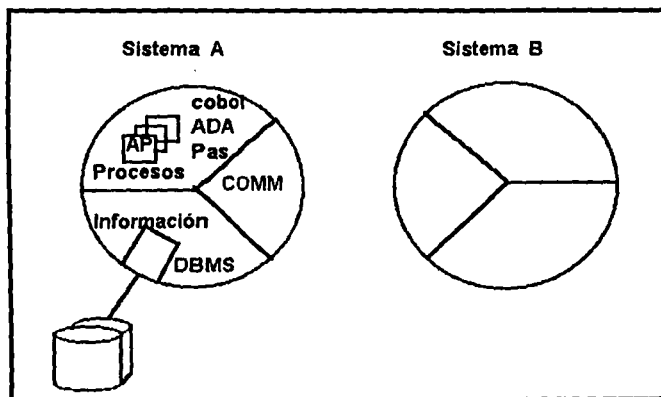 Sistema A
Sistema B
cobol
ADA
Pas
AP
Procesos
COMM
Información
DBMS